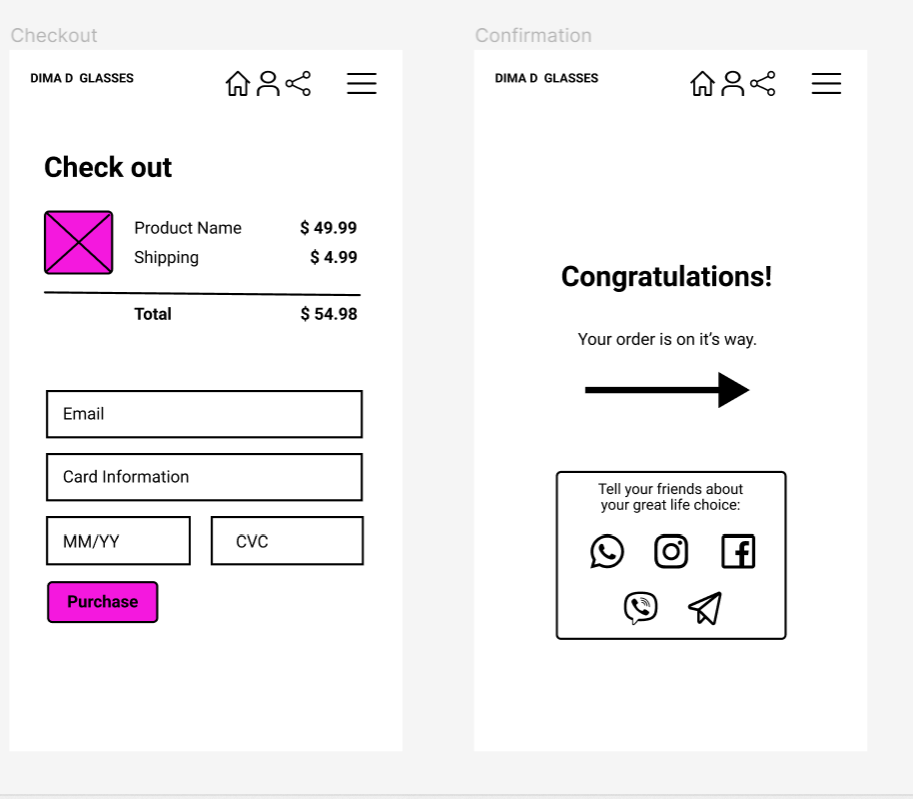 Checkout
DIMA D GLASSES
Check out
Product Name $ 49.99
Shipping $ 4.99
Total $ 54.98
Email
Card Information
MM/YY CVC
Purchase
Confirmation
DIMA D GLASSES
Congratulations!
Your order is on it’s way.
Tell your friends about
your great life choice: